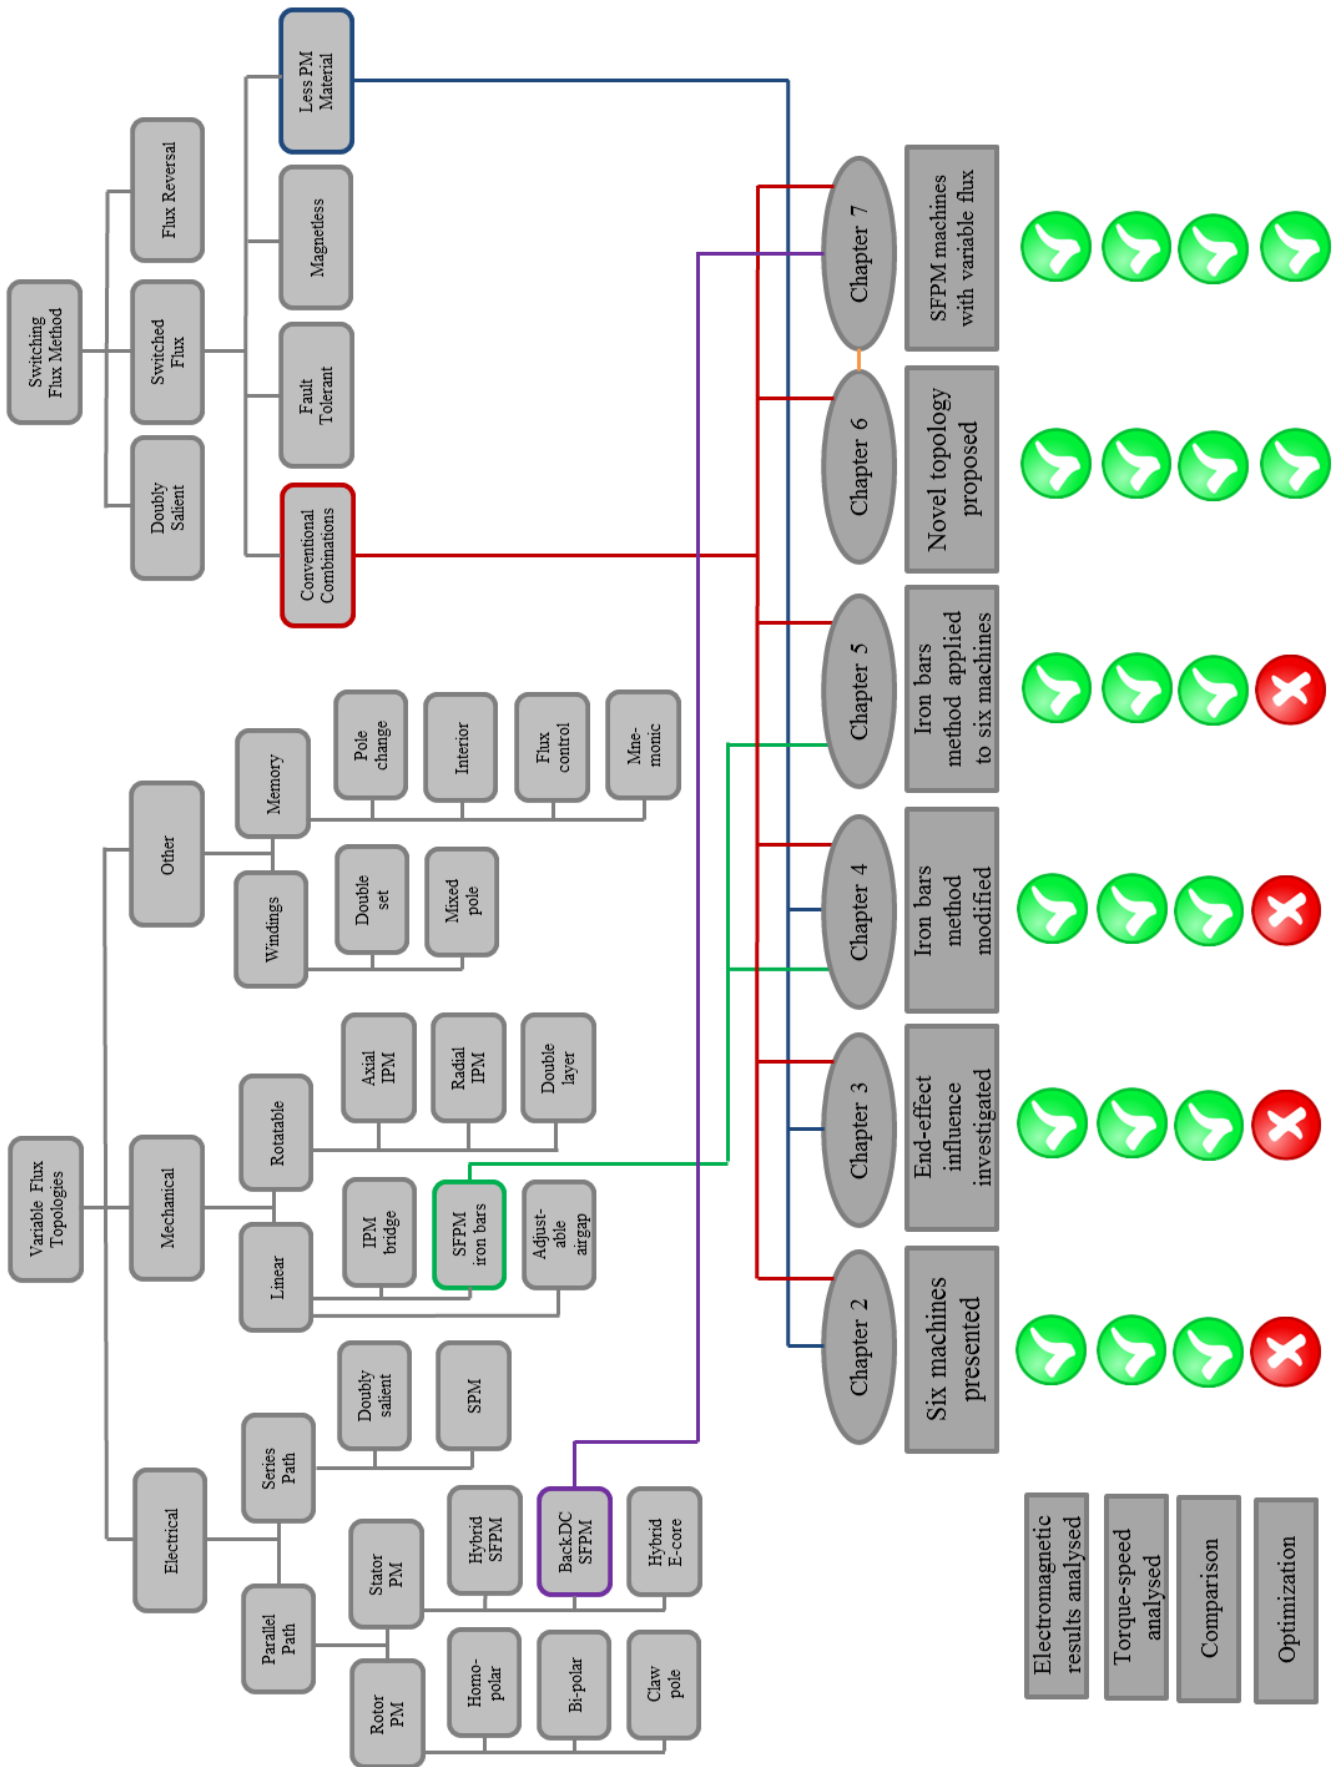 Variable Flux
Topologies
Switching
Flux Method
Electrical
Mechanical
Other
Doubly
Salient
Switched
Flux
Flux Reversal
Parallel
Path
Series
Path
Linear
Rotatable
Windings
Memory
Conventional
Combinations
Fault
Tolerant
Magnetless
Less PM
Material
Rotor
PM
Stator
PM
Doubly
salient
SPM
IPM
bridge
SFPM
iron bars
Adjust-
able
airgap
Axial
IPM
Radial
IPM
Double
layer
Double
set
Mixed
pole
Pole
change
Interior
Flux
control
Mne-
monic
Homo-
polar
Bi-polar
Claw
pole
Hybrid
SFPM
Back.DC
SFPM
Hybrid
E-core
Chapter 2
Chapter 3
Chapter 4
Chapter 5
Chapter 6
Chapter 7
Six machines
presented
End-effect
influence
investigated
Iron bars
method
modified
Iron bars
method applied
to six machines
Novel topology
proposed
SFPM machines
with variable flux
Electromagnetic
results analysed
Torque-speed
analysed
Comparison
Optimization